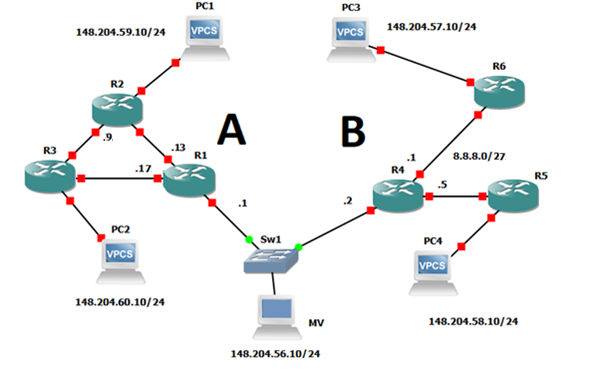 PC1
148.204.59.10/24
VPCS
R2
A
R3
.9
.13
.17
R1
.1
PC2
VPCS
148.204.60.10/24
Sw1
MV
148.204.56.10/24
PC3
148.204.57.10/24
VPCS
R6
B
8.8.8.0/27
R4
.1
.5
R5
.2
PC4
VPCS
148.204.58.10/24